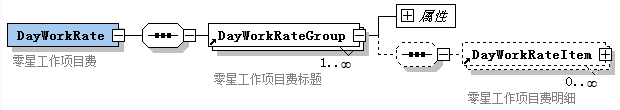 属性
DayWorkRate
DayWorkRateGroup
DayWorkRateItem
零星工作项目费
1..∞
零星工作项目费标题
0..∞
零星工作项目费明细